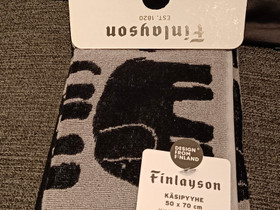 Finlayson
EST. 1820
DESIGN
FROM
FINLAND
Finlayson
KÄSIPYYHE
50 x 70 cm